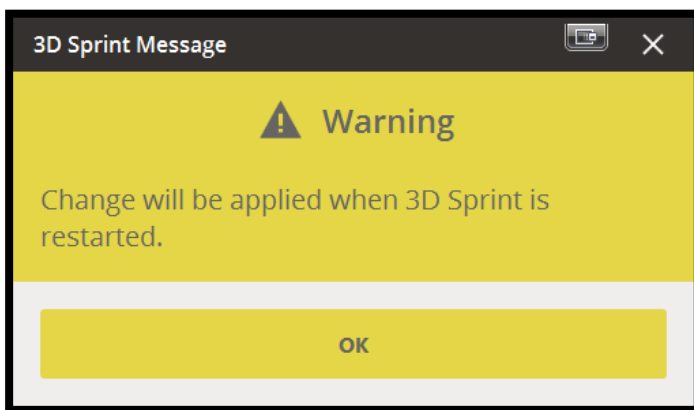 3D Sprint Message
Warning
Change will be applied when 3D Sprint is
restarted.
OK